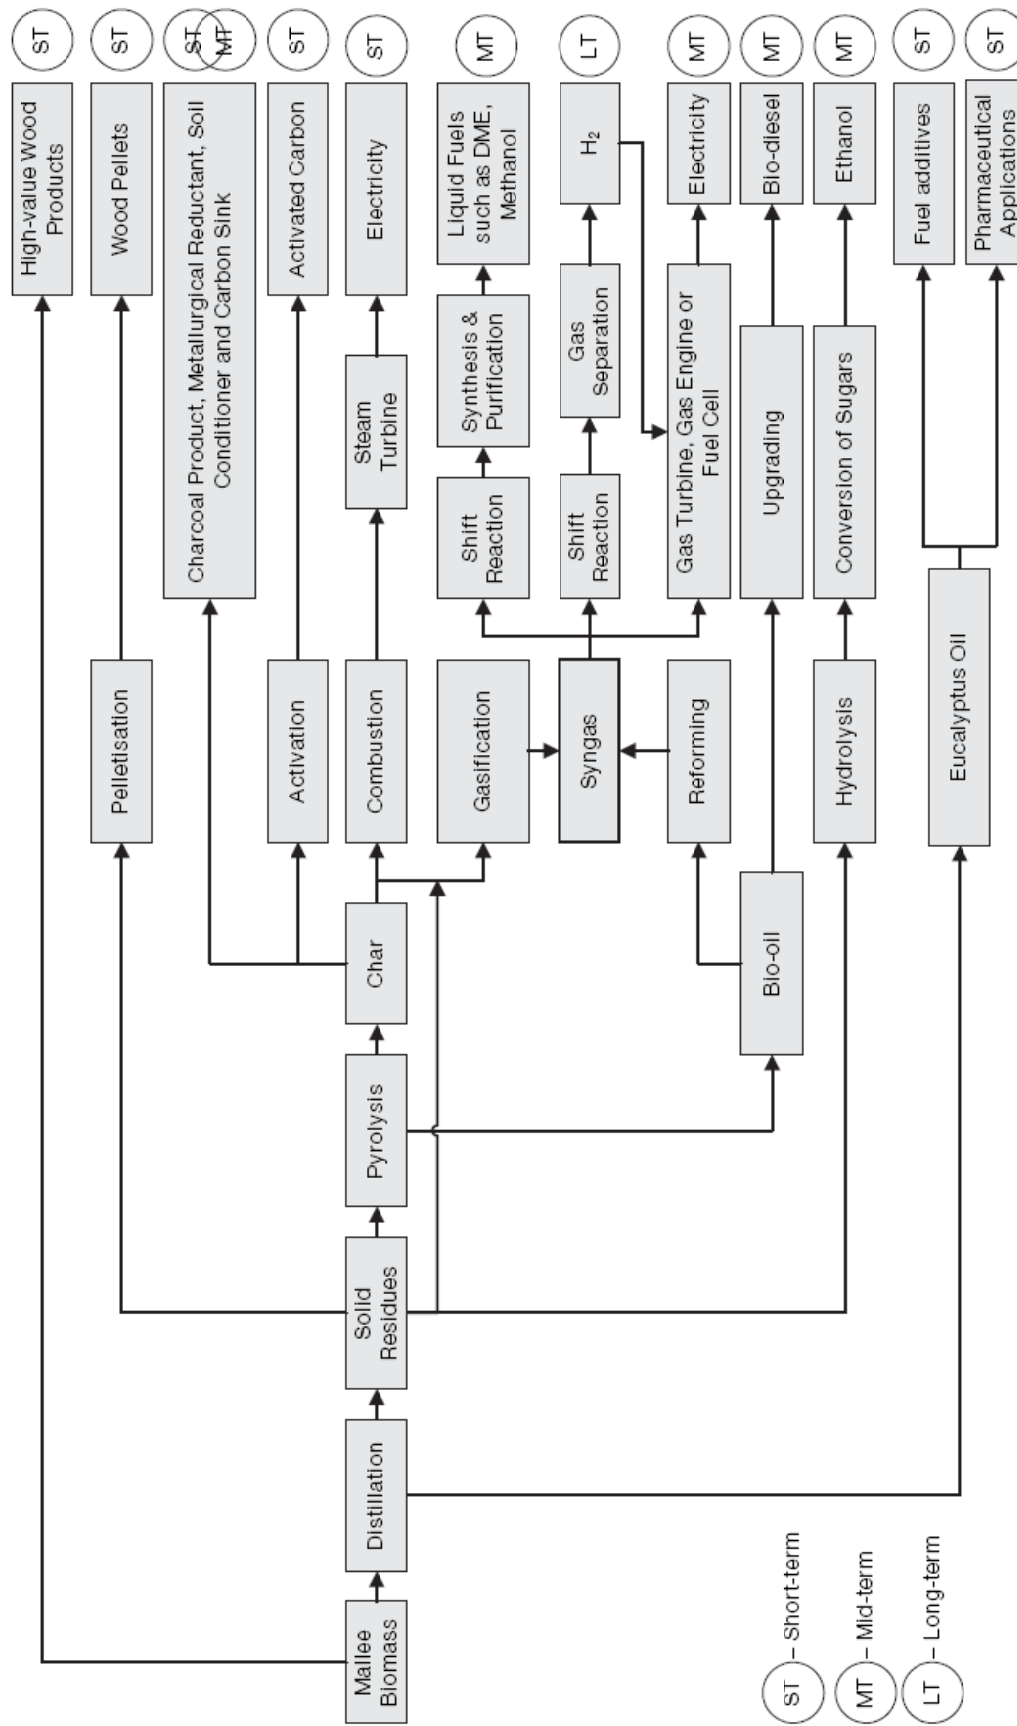 Mallee
Biomass
Distillation
Solid
Residues
Pyrolysis
Char
Bio-oil
Pelletisation
Activation
Combustion
Gasification
Syngas
Reforming
Hydrolysis
Eucalyptus Oil
Steam
Turbine
Shift
Reaction
Synthesis &
Purification
Shift
Reaction
Gas
Separation
Gas Turbine, Gas Engine or
Fuel Cell
Upgrading
Conversion of Sugars
High-value Wood
Products
ST
Wood Pellets
ST
Charcoal Product, Metallurgical Reductant, Soil
Conditioner and Carbon Sink
ST
MT
Activated Carbon
ST
Electricity
ST
Liquid Fuels
such as DME,
Methanol
MT
H₂
LT
Electricity
MT
Bio-diesel
MT
Ethanol
MT
Fuel additives
ST
Pharmaceutical
Applications
ST
ST – Short-term
MT – Mid-term
LT – Long-term